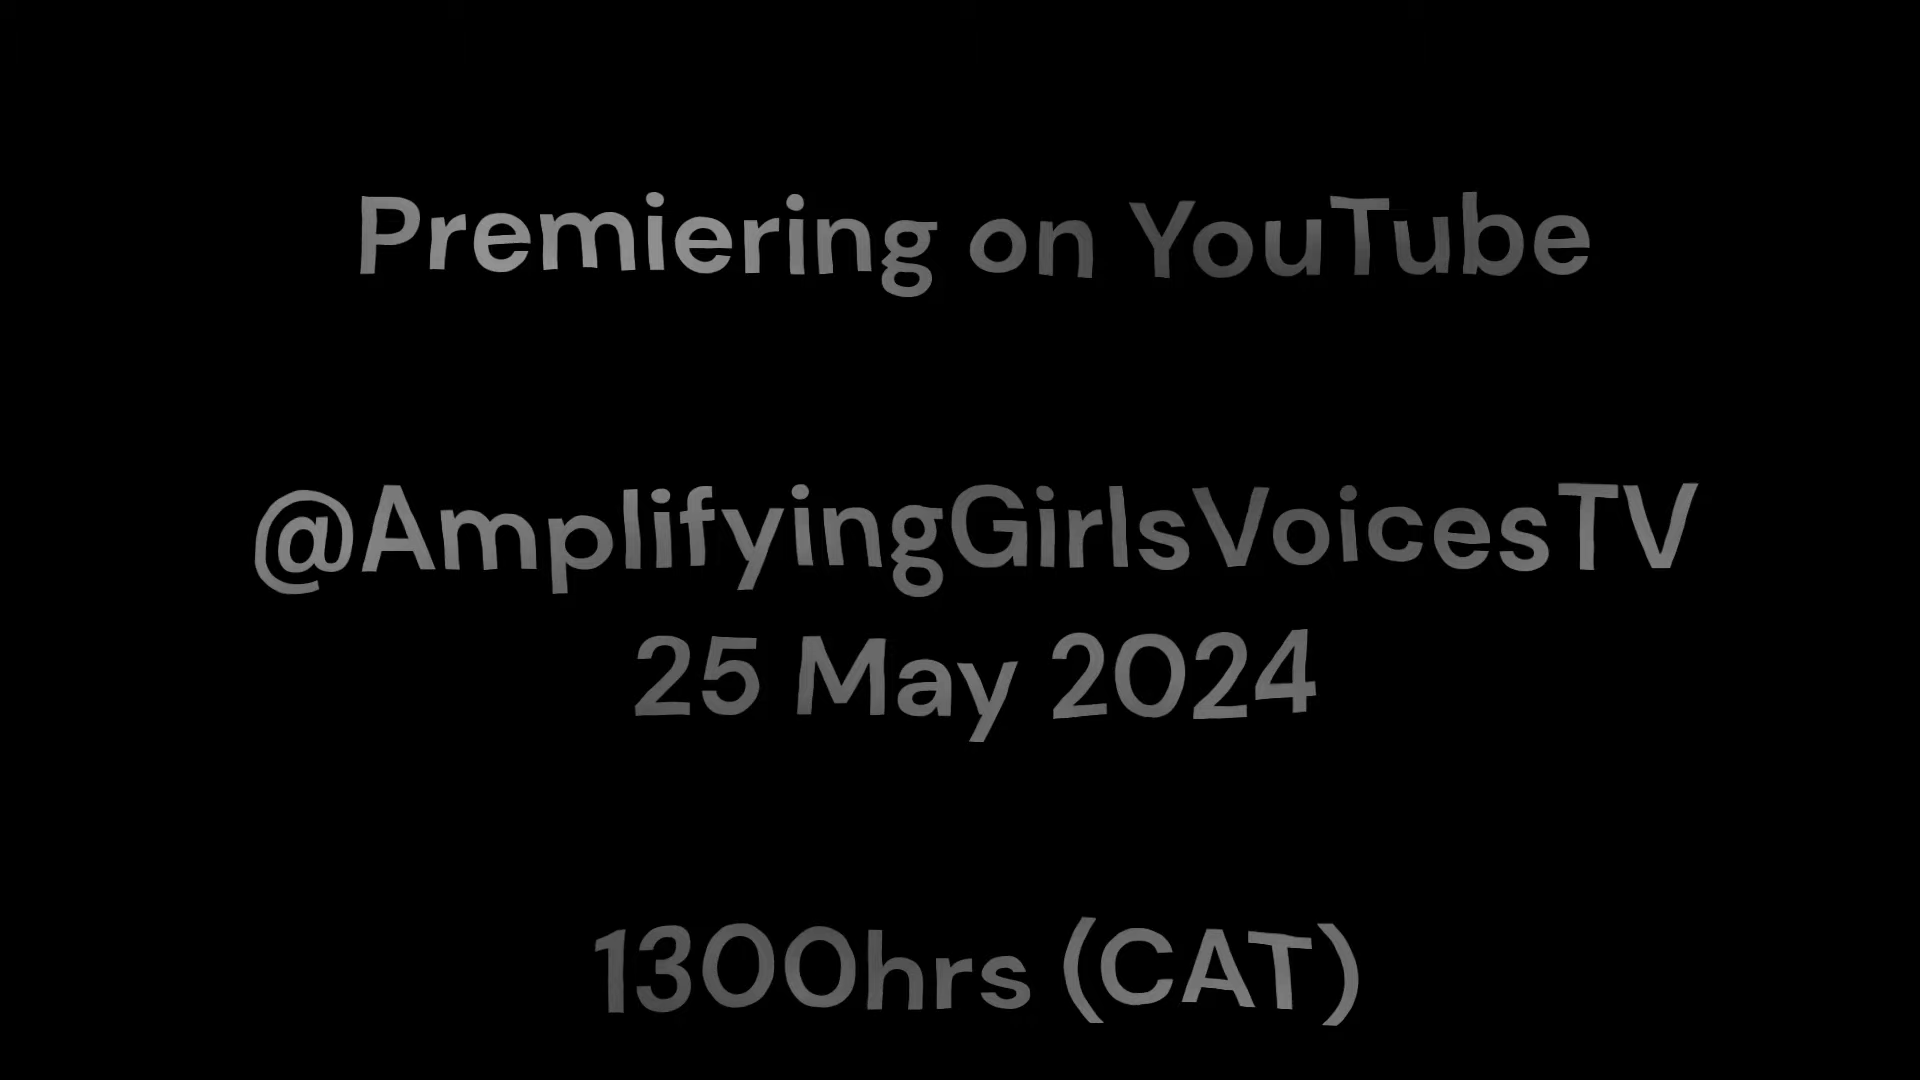 Premiering on YouTube
@AmplifyingGirlsVoicesTV
25 May 2024
1300hrs (CAT)